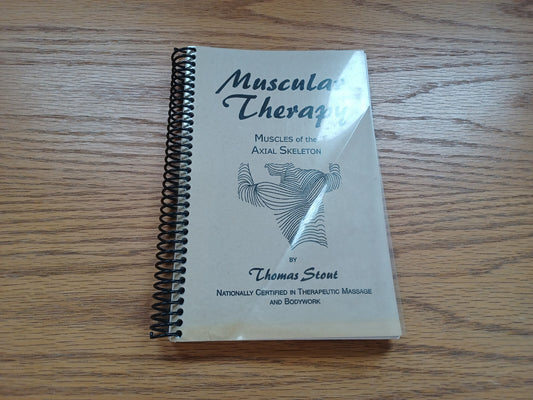 Muscular
Therapy
MUSCLES of the
AXIAL SKELETON
BY
Thomas Stout
NATIONALLY CERTIFIED IN THERAPEUTIC MASSAGE
AND BODYWORK